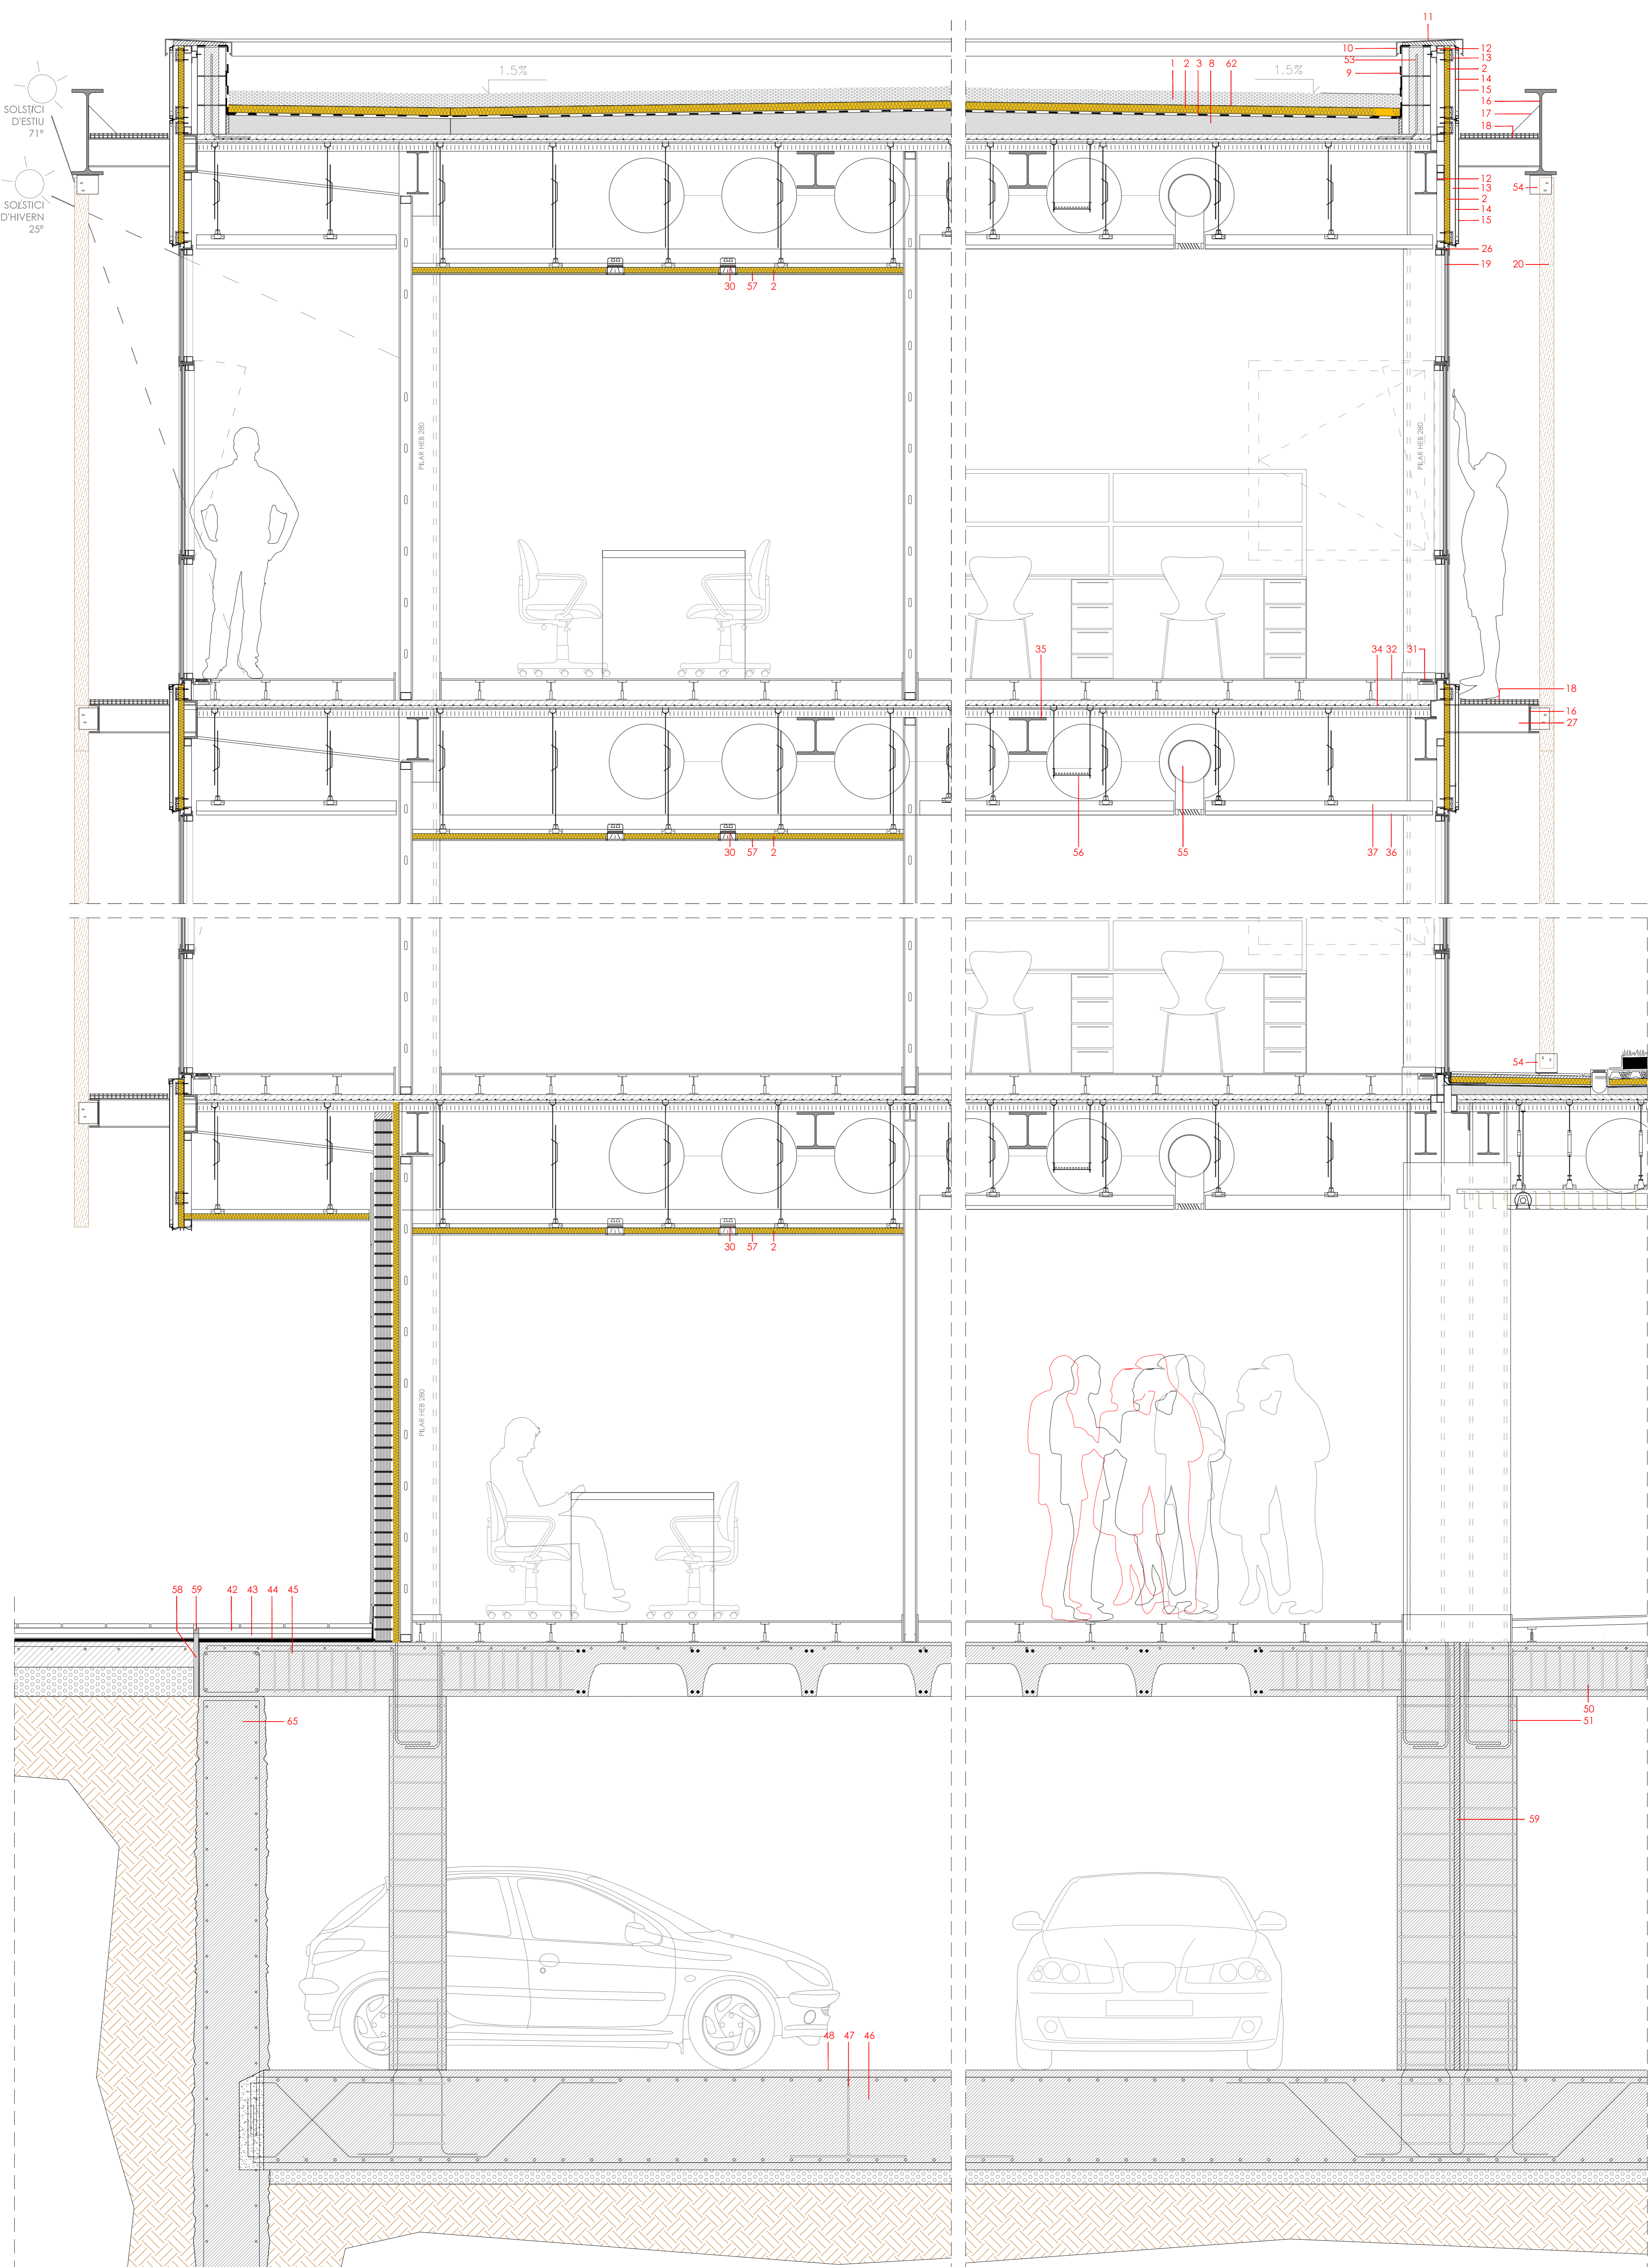 11
10
12
53
13
1 2 3 8 62
1.5%
1.5%
9
2
14
15
16
17
18
SOLSTICI
D'ESTIU
71°
SOLSTICI
D'HIVERN
25°
12
13
54
2
14
15
26
19
20
30 57 2
PILAR HEB 280
PILAR HEB 280
35
34 32 31
18
16
27
30 57 2
56
55
37 36
54
30 57 2
PILAR HEB 280
58 59 42 43 44 45
50
51
65
59
48 47 46